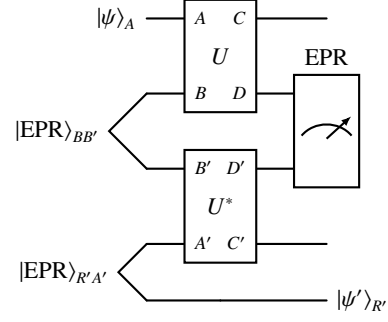 |ψ⟩_A A C
U
EPR
B D
|EPR⟩_{BB'}
B' D'
U*
A' C'
|EPR⟩_{R'A'}
|ψ'⟩_{R'}